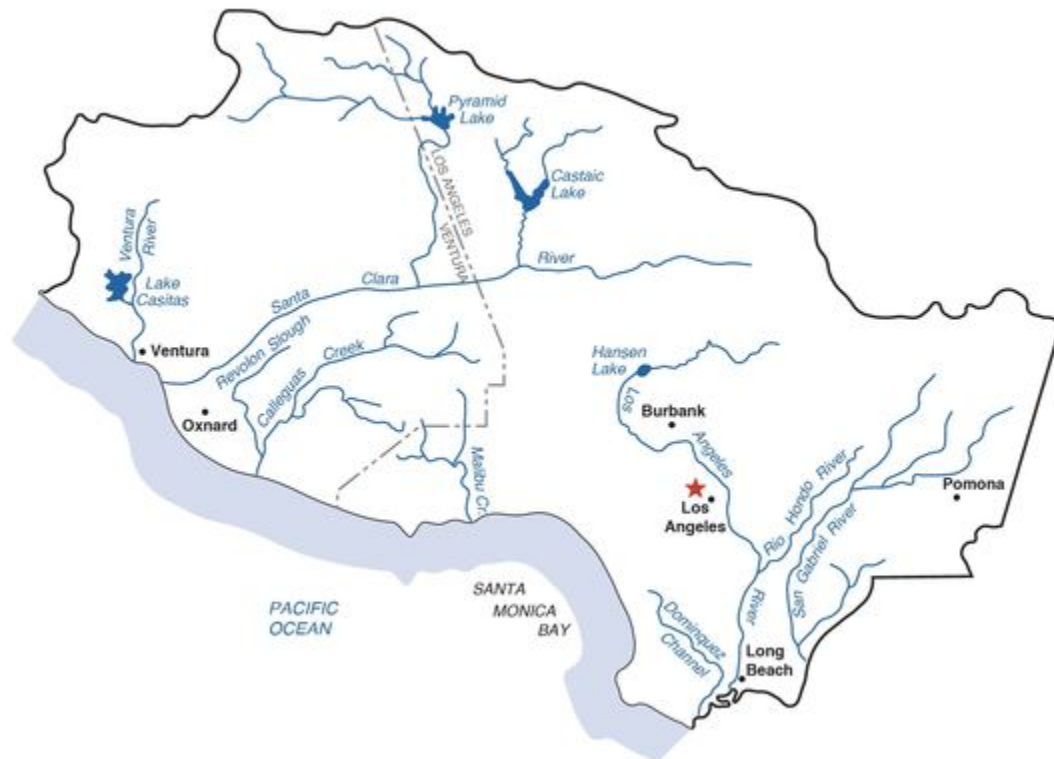 Pyramid
Lake
LOS ANGELES
VENTURA
Castaic
Lake
Ventura
River
Lake
Casitas
Santa
Clara
River
Ventura
Revolon Slough
Calleguas
Creek
Oxnard
Hansen
Lake
Los
Angeles
River
Burbank
Malibu Cr.
Los
Angeles
Rio Hondo River
San Gabriel River
Pomona
PACIFIC
OCEAN
SANTA
MONICA
BAY
Dominquez
Channel
Long
Beach